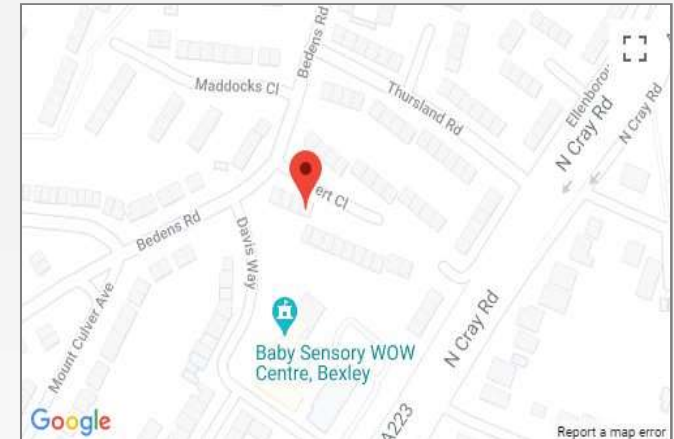 Bedens Rd
Maddocks Cl
Thursland Rd
N Cray Rd
N Cray Rd
ert Cl
Bedens Rd
Davis Way
Mount Culver Ave
Baby Sensory WOW
Centre, Bexley
N Cray Rd
A223
Google
Report a map error